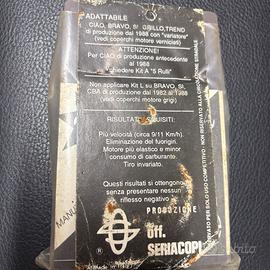 ADATTABILE
CIAO, BRAVO, SI, GRILLO, TREND
di produzione dal 1988 con "variatore"
(vedi coperchi motore verniciati)
ATTENZIONE!
Per CIAO di produzione antecedente
al 1988
richiedere Kit A "5 Rulli"
Non applicare Kit L su BRAVO, SI,
CBA di produzione dal 1982 al 1988
(vedi coperchi motore grigi)
RISULTATI
Più velocità (circa 9/11 Km/h).
Eliminazione del fuorigiri.
Motore più elastico e minor
consumo di carburante.
Tiro invariato.
Questi risultati si ottengono
senza presentare nessun
riflesso negativo
PRODUZIONE
Off.
SERIACOPI
MANU
Subito